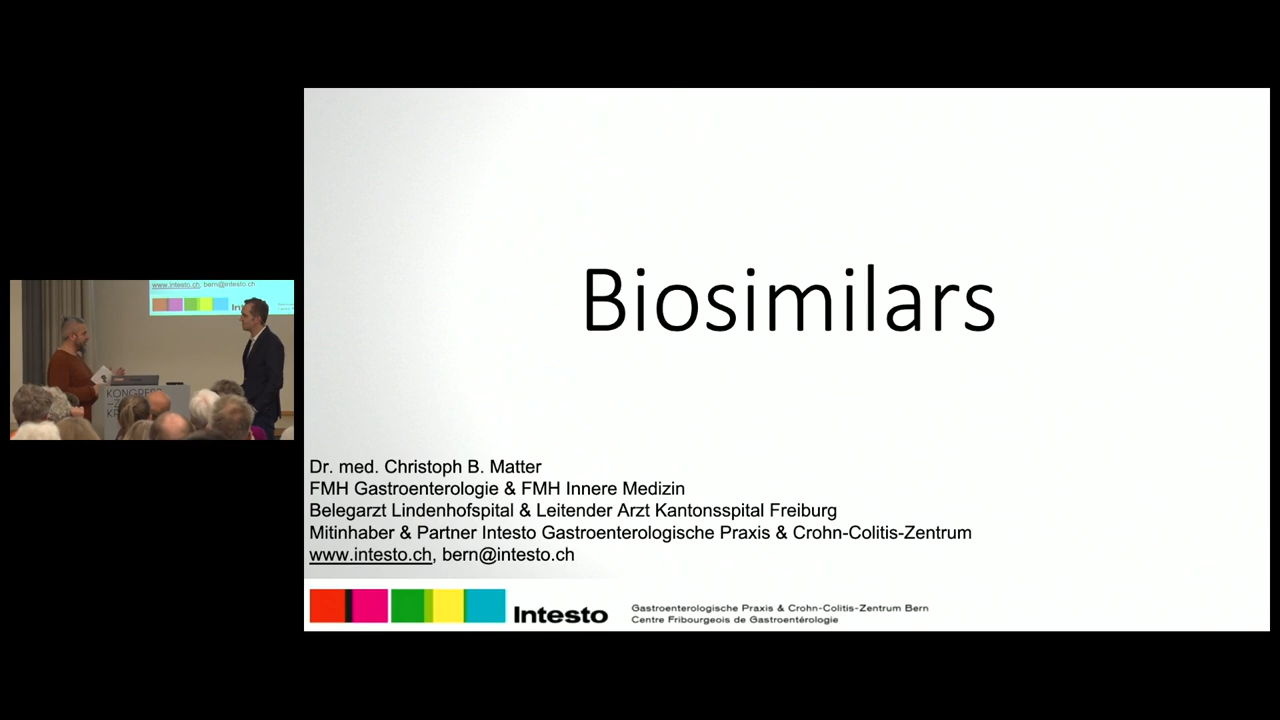 www.intesto.ch, bern@intesto.ch
KONGRESS
Biosimilars
Dr. med. Christoph B. Matter
FMH Gastroenterologie & FMH Innere Medizin
Belegarzt Lindenhofspital & Leitender Arzt Kantonsspital Freiburg
Mitinhaber & Partner Intesto Gastroenterologische Praxis & Crohn-Colitis-Zentrum
www.intesto.ch, bern@intesto.ch
Intesto
Gastroenterologische Praxis & Crohn-Colitis-Zentrum Bern
Centre Fribourgeois de Gastroentérologie